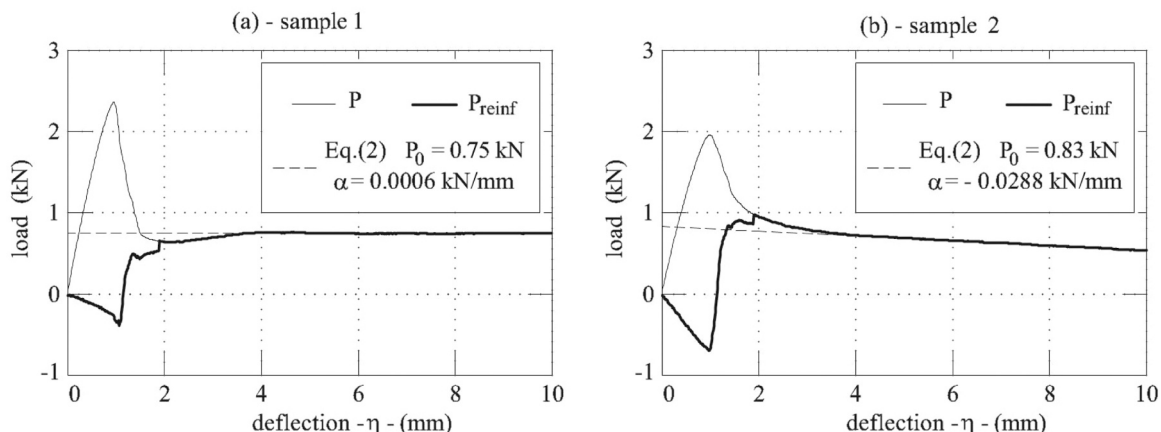 (a) - sample 1
3
2
1
0
-1
load (kN)
P P_reinf
Eq.(2) P_0 = 0.75 kN
α = 0.0006 kN/mm
0 2 4 6 8 10
deflection -η - (mm)
(b) - sample 2
3
2
1
0
-1
load (kN)
P P_reinf
Eq.(2) P_0 = 0.83 kN
α = - 0.0288 kN/mm
0 2 4 6 8 10
deflection -η - (mm)